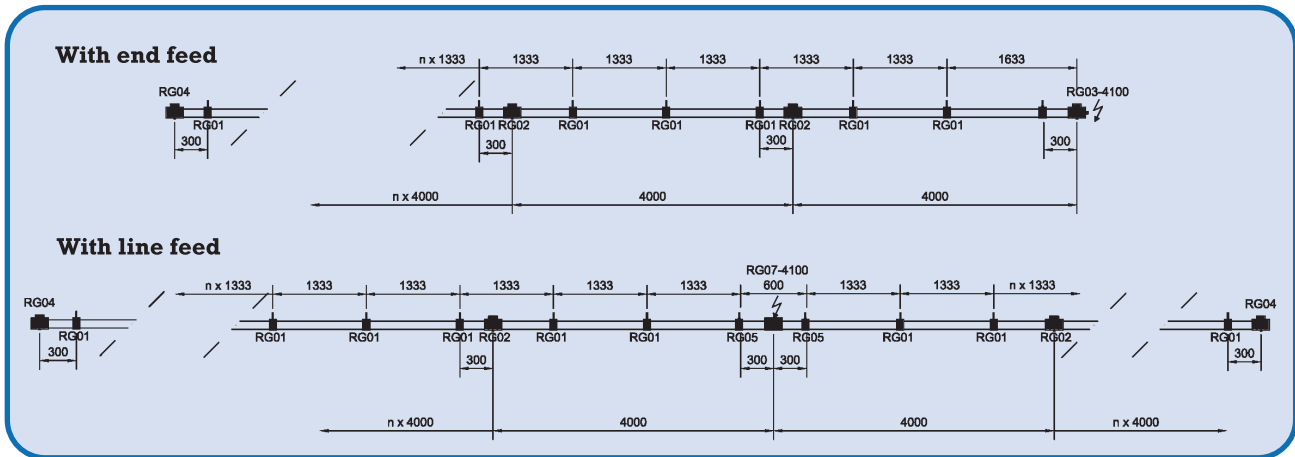 With end feed
n x 1333 1333 1333 1333 1333 1333 1633
RG04 RG03-4100
RG01 RG01 RG02 RG01 RG01 RG01 RG02 RG01 RG01
300 300 300 300
n x 4000 4000 4000
With line feed
RG07-4100
n x 1333 1333 1333 1333 1333 1333 600 1333 1333 n x 1333
RG04 RG04
RG01 RG01 RG01 RG01 RG02 RG01 RG01 RG05 RG05 RG01 RG01 RG02 RG01
300 300 300 300 300
n x 4000 4000 4000 n x 4000